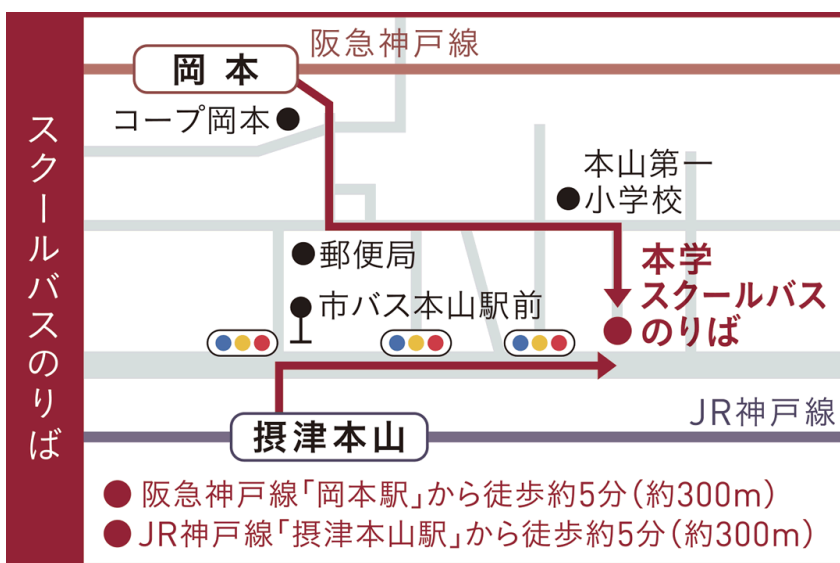 スクールバスのりば
阪急神戸線
岡本
コープ岡本
本山第一
小学校
郵便局
本学
スクールバス
のりば
市バス本山駅前
JR神戸線
摂津本山
阪急神戸線「岡本駅」から徒歩約5分(約300m)
JR神戸線「摂津本山駅」から徒歩約5分(約300m)